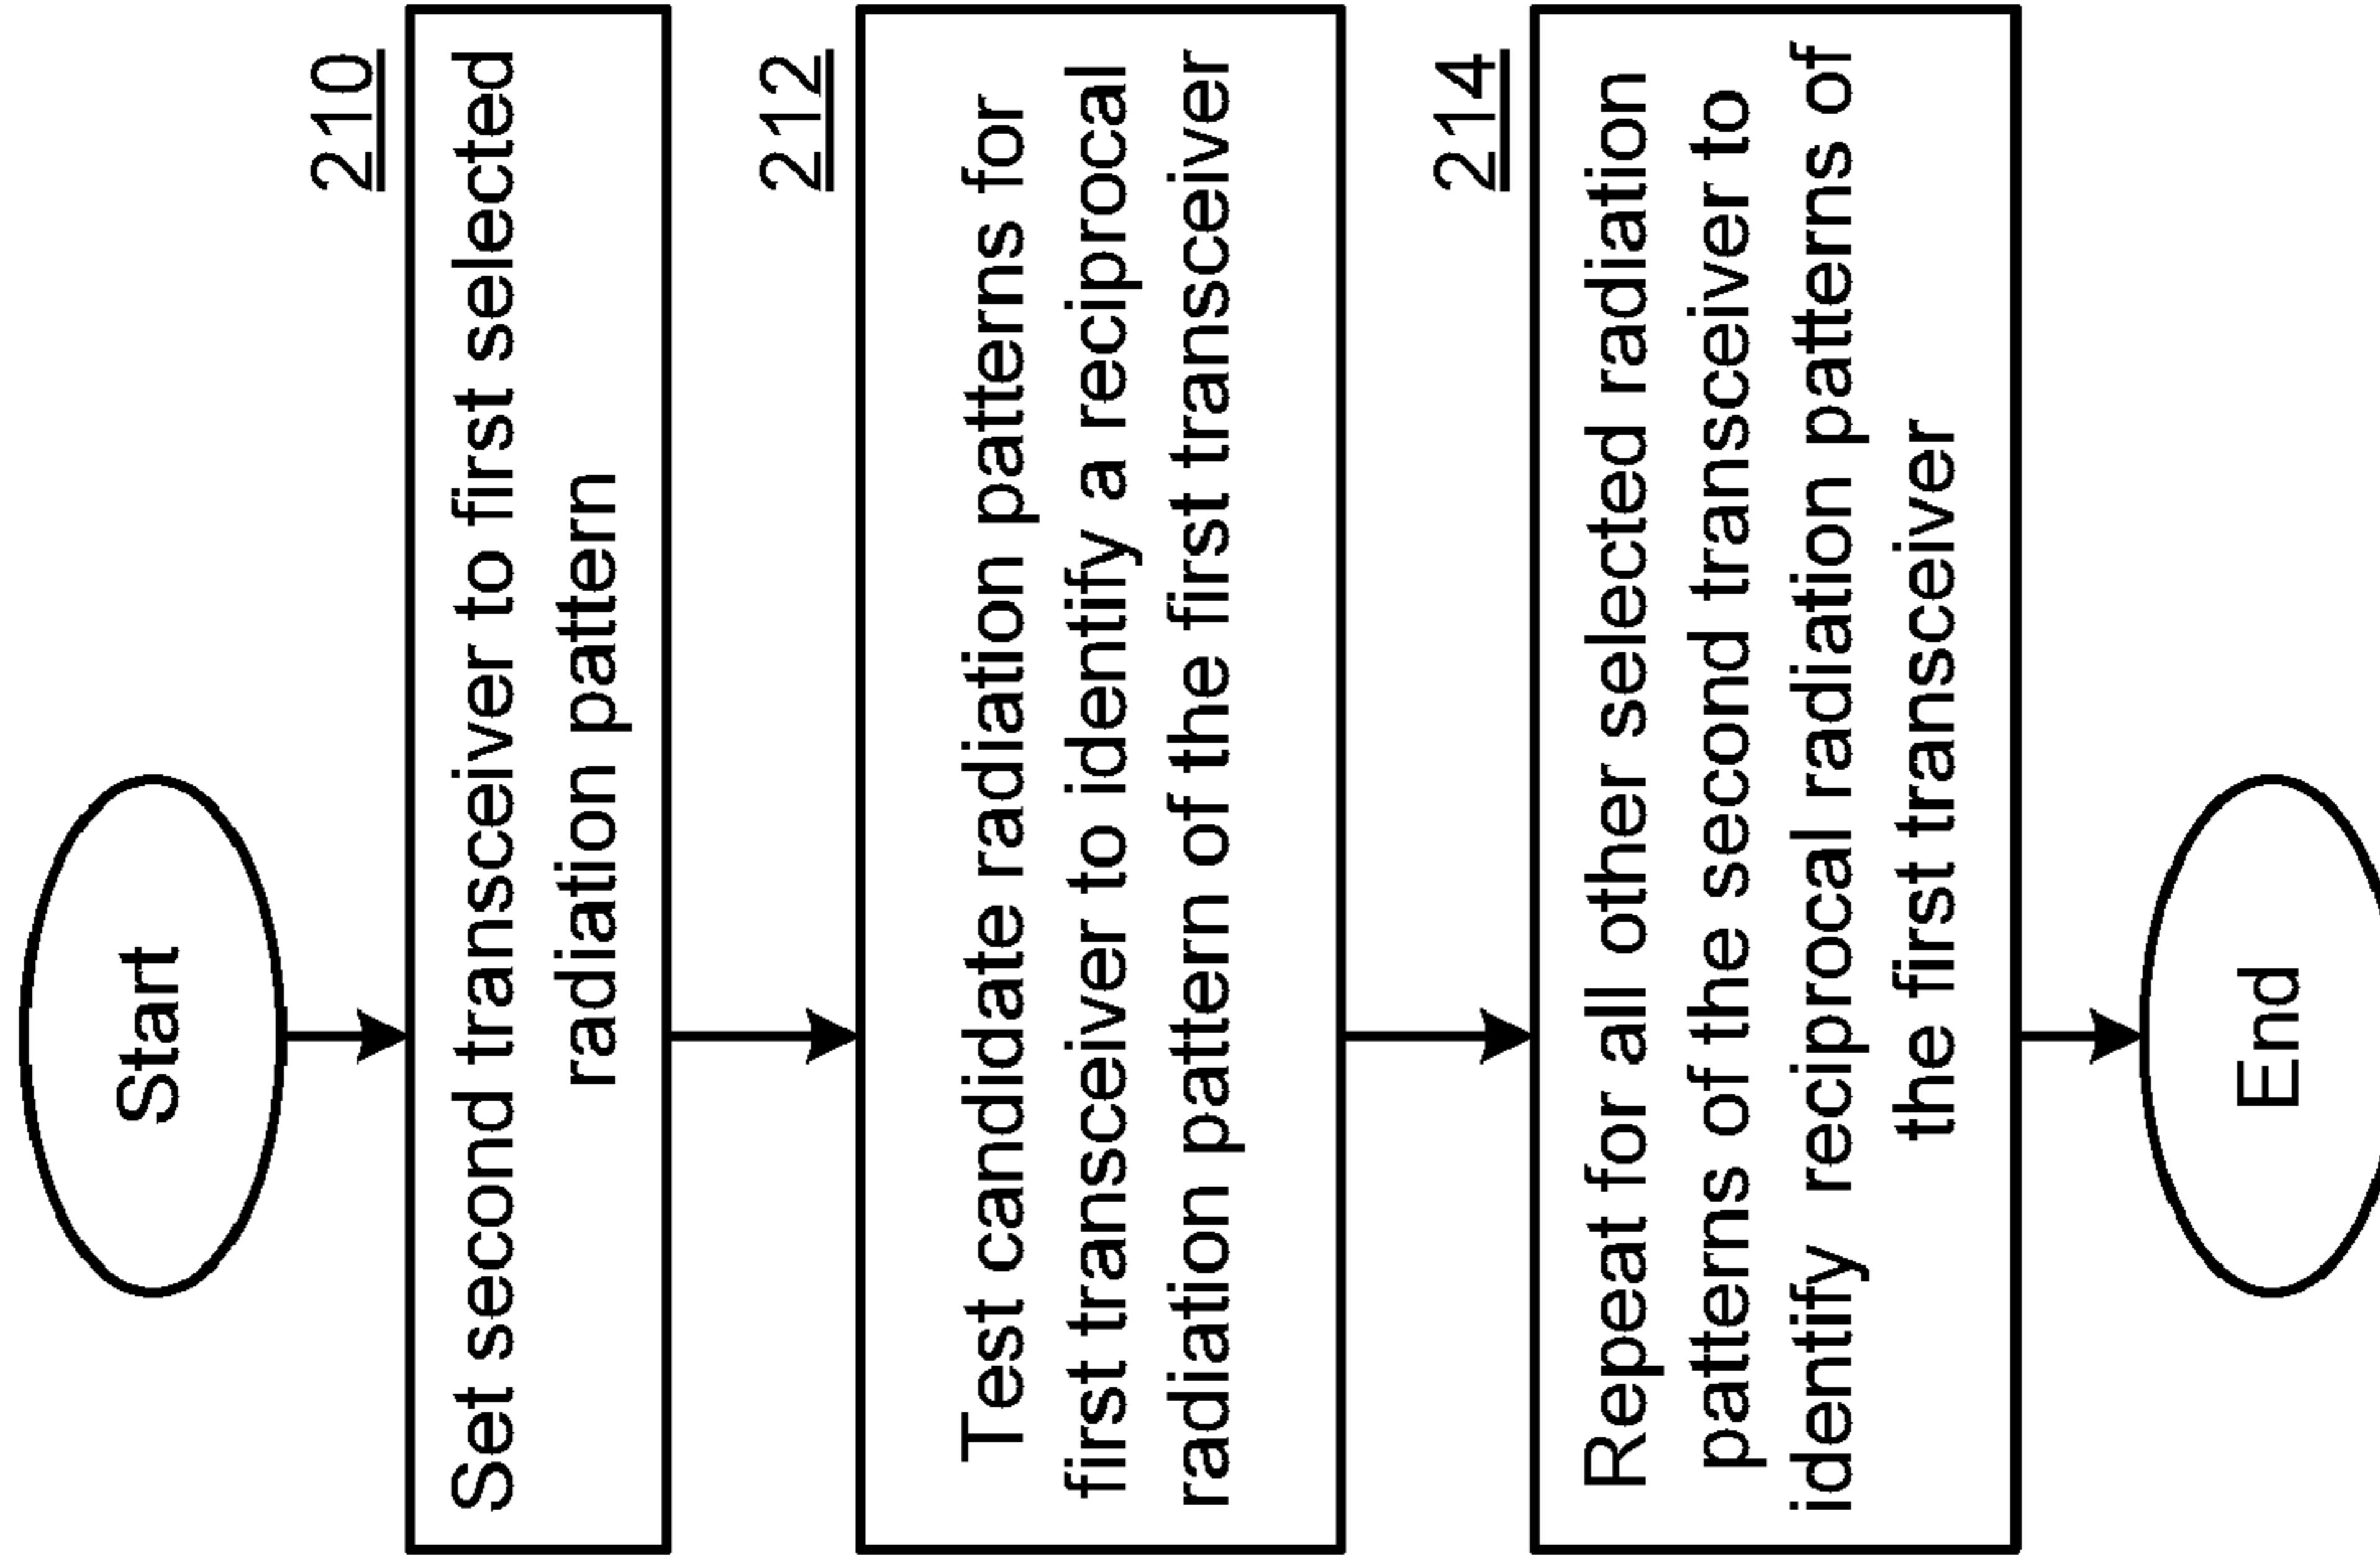 Start
210
Set second transceiver to first selected
radiation pattern
212
Test candidate radiation patterns for
first transceiver to identify a reciprocal
radiation pattern of the first transceiver
214
Repeat for all other selected radiation
patterns of the second transceiver to
identify reciprocal radiation patterns of
the first transceiver
End